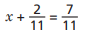 x + 2/11 = 7/11